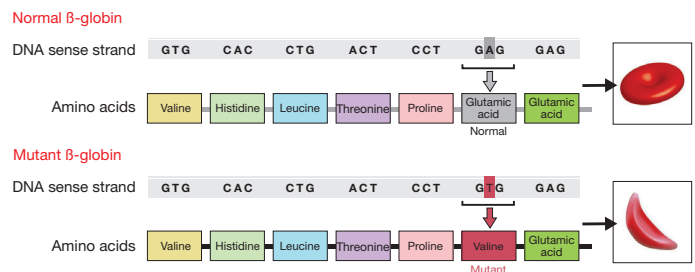 Normal ß-globin
DNA sense strand GTG CAC CTG ACT CCT GAG GAG
Amino acids Valine Histidine Leucine Threonine Proline Glutamic acid Glutamic acid
Normal
Mutant ß-globin
DNA sense strand GTG CAC CTG ACT CCT GTG GAG
Amino acids Valine Histidine Leucine Threonine Proline Valine Glutamic acid
Mutant